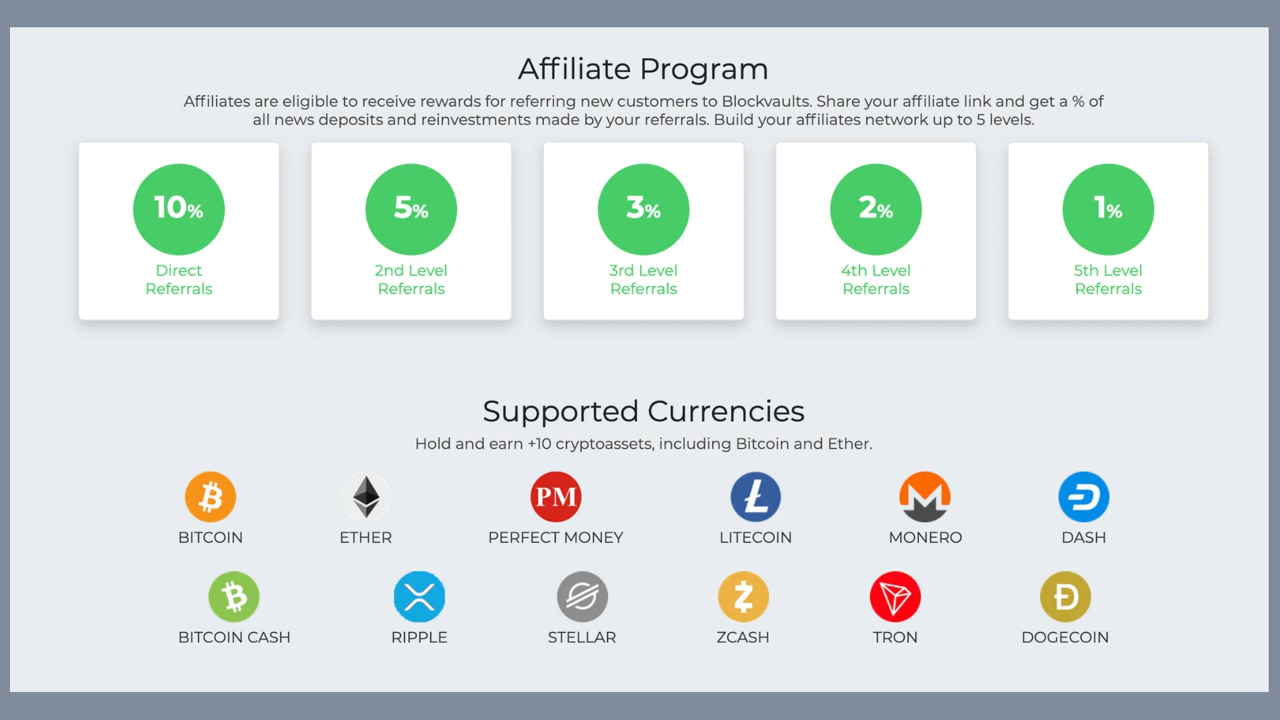 Affiliate Program
Affiliates are eligible to receive rewards for referring new customers to Blockvaults. Share your affiliate link and get a % of
all news deposits and reinvestments made by your referrals. Build your affiliates network up to 5 levels.
10%
Direct
Referrals
5%
2nd Level
Referrals
3%
3rd Level
Referrals
2%
4th Level
Referrals
1%
5th Level
Referrals
Supported Currencies
Hold and earn +10 cryptoassets, including Bitcoin and Ether.
BITCOIN
ETHER
PM
PERFECT MONEY
LITECOIN
MONERO
DASH
BITCOIN CASH
RIPPLE
STELLAR
ZCASH
TRON
DOGECOIN